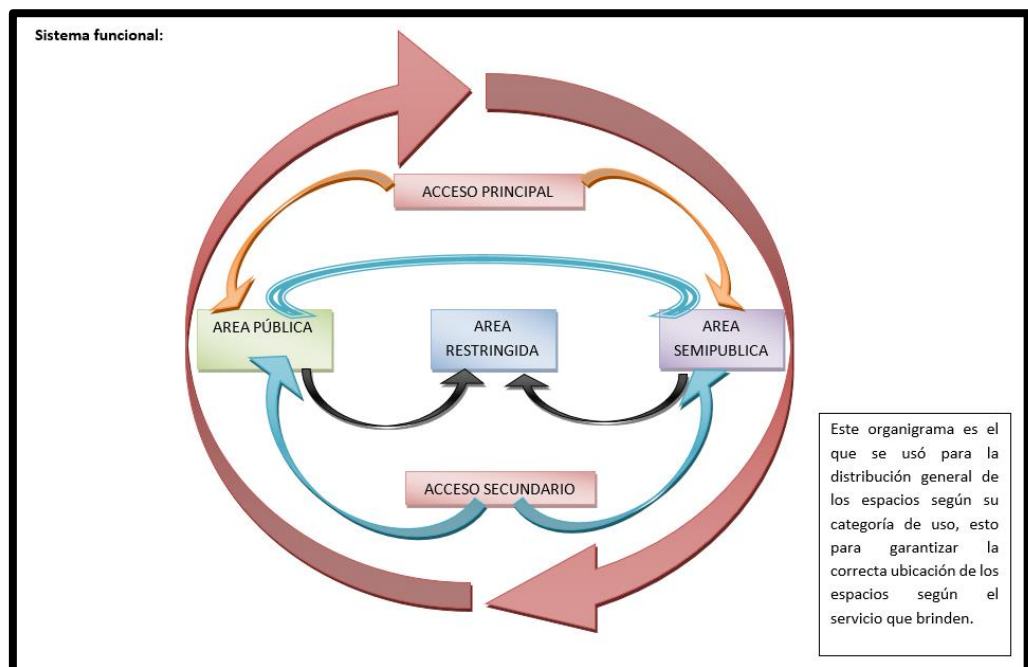 Sistema funcional:
ACCESO PRINCIPAL
AREA PÚBLICA
AREA
RESTRINGIDA
AREA
SEMIPUBLICA
ACCESO SECUNDARIO
Este organigrama es el
que se usó para la
distribución general de
los espacios según su
categoría de uso, esto
para garantizar la
correcta ubicación de los
espacios según el
servicio que brinden.